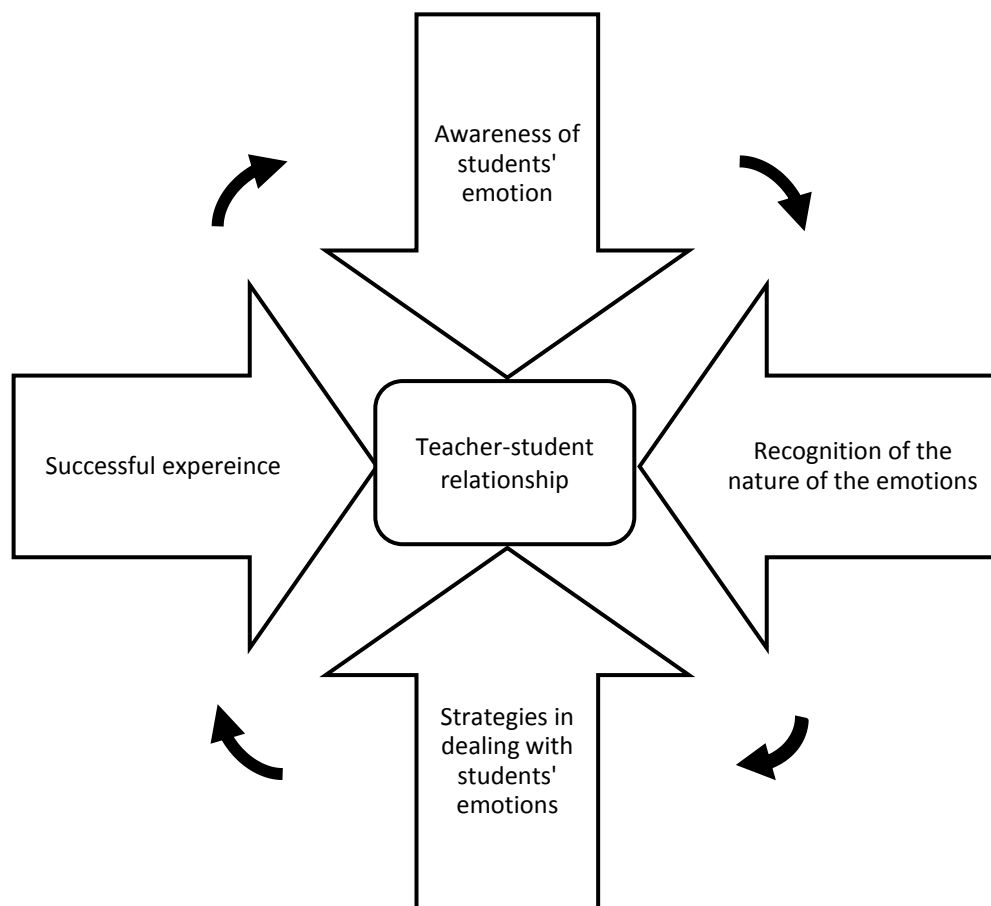 Awareness of
students'
emotion
Successful expereince
Teacher-student
relationship
Recognition of the
nature of the emotions
Strategies in
dealing with
students'
emotions